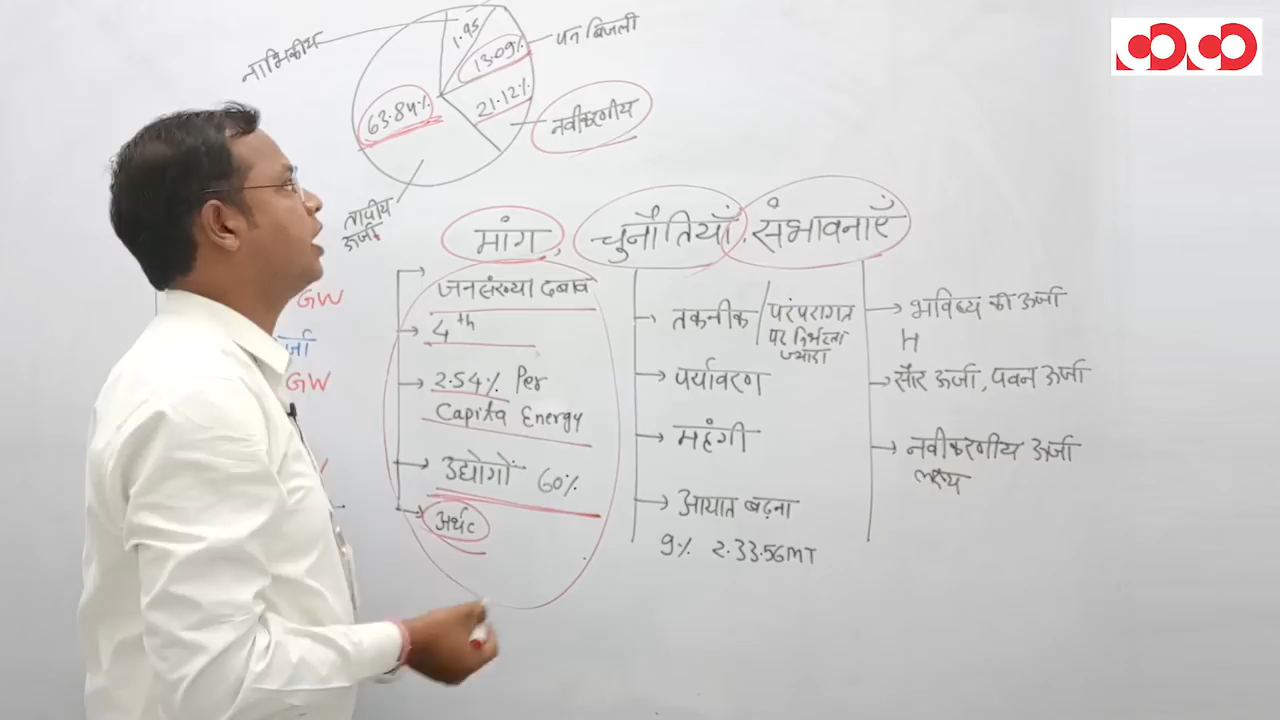 नाभिकीय
1.95
13.09%
पन बिजली
21.12%
नवीकरणीय
63.84%
तापीय
ऊर्जा
मांग, चुनौतियाँ, संभावनाएँ
जनसंख्या दबाव
4th
2.54% Per
Capita Energy
उद्योगों 60%
अर्थC
तकनीक / परंपरागत
पर निर्भरता
ज्यादा
पर्यावरण
महंगी
आयात बढ़ना
9% 2.33.56MT
भविष्य की ऊर्जा
H
सौर ऊर्जा, पवन ऊर्जा
नवीकरणीय ऊर्जा
लक्ष्य
GW
र्जा
GW